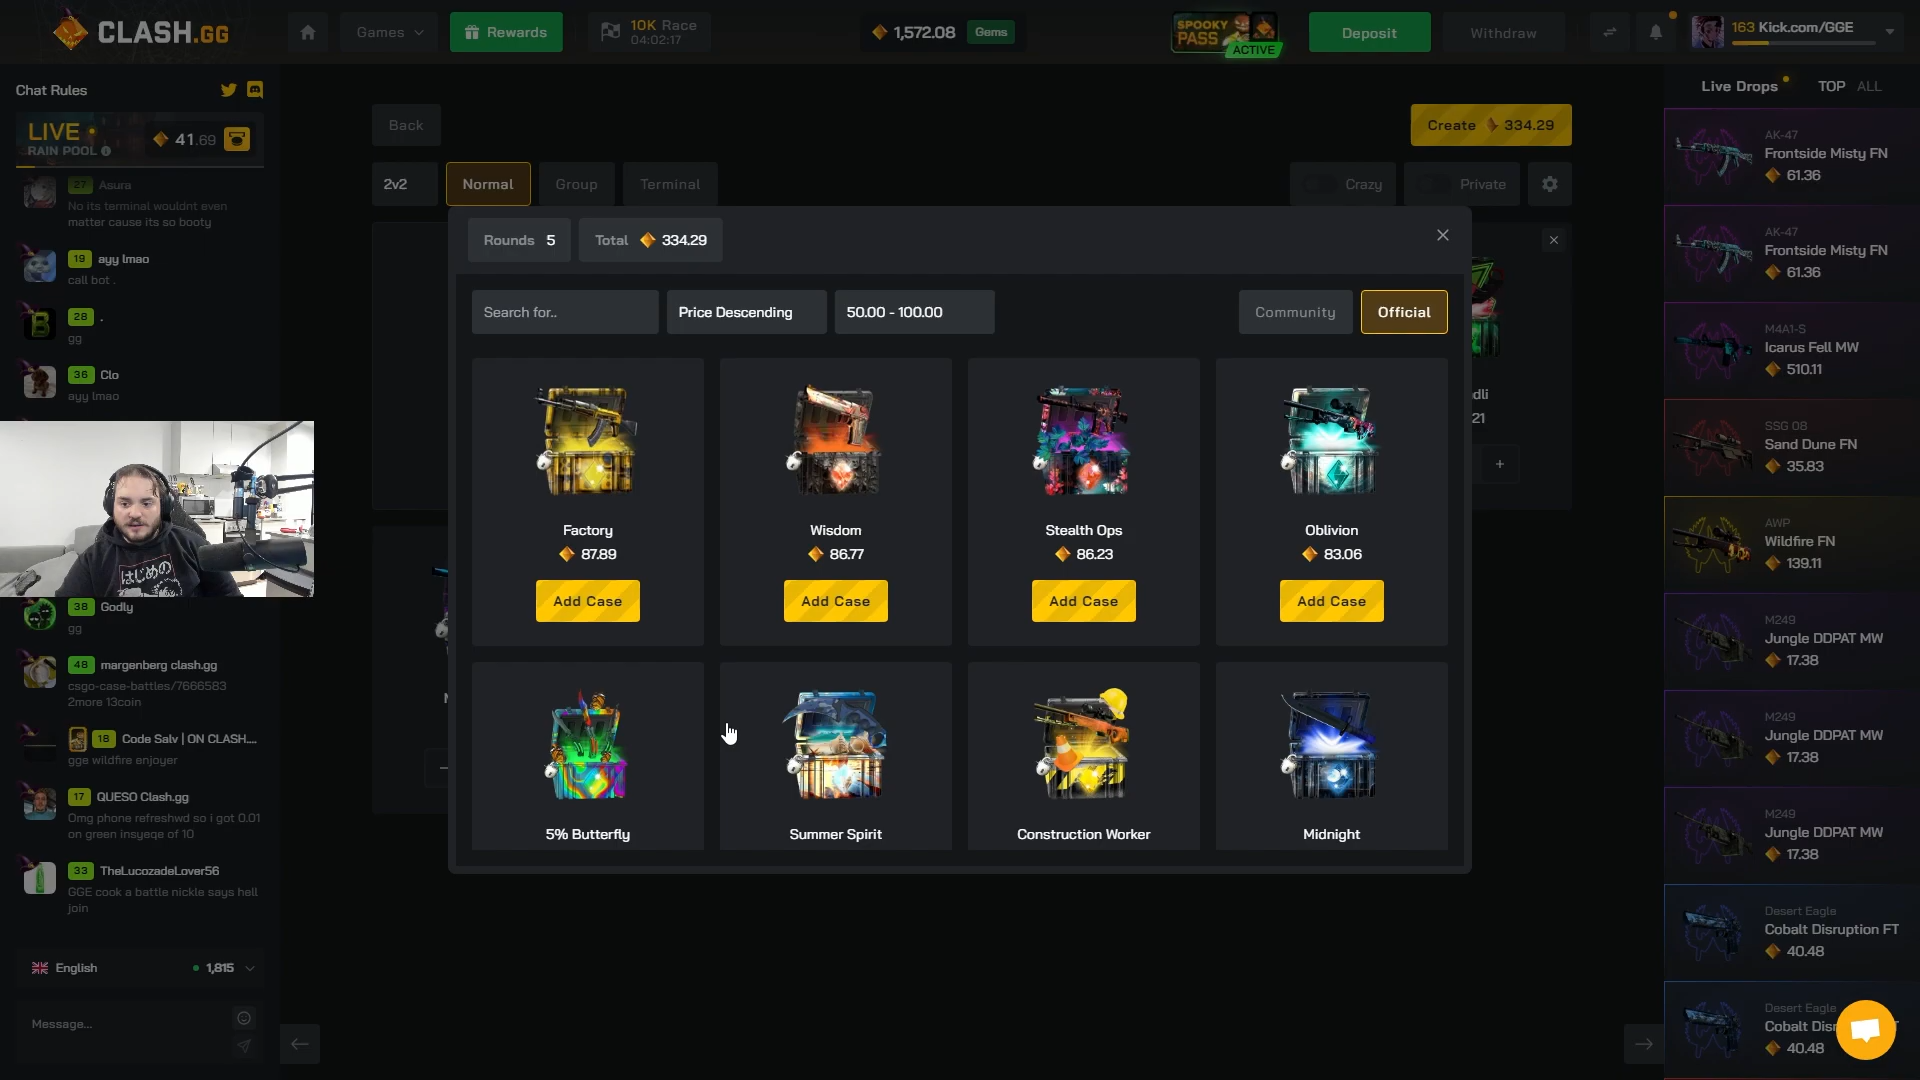 CLASH.GG
Games
Rewards
10K Race
04:02:17
1,572.08
Gems
SPOOKY
PASS
ACTIVE
Deposit
Withdraw
163 Kick.com/GGE
Chat Rules
LIVE
RAIN POOL
41.69
27 Asura
No its terminal wouldnt even
matter cause its so booty
19 ayy lmao
call bot .
28 .
gg
36 Clo
ayy lmao
はじめの
38 Godly
gg
48 margenberg clash.gg
csgo-case-battles/7666583
2more 13coin
18 Code Salv | ON CLASH....
gge wildfire enjoyer
17 QUESO Clash.gg
Omg phone refreshwd so i got 0.01
on green insyeqe of 10
33 TheLucozadeLover56
GGE cook a battle nickle says hell
join
English
1,815
Message...
Back
Create 334.29
2v2
Normal
Group
Terminal
Crazy
Private
Rounds 5
Total 334.29
Search for..
Price Descending
50.00 - 100.00
Community
Official
Factory
87.89
Add Case
Wisdom
86.77
Add Case
Stealth Ops
86.23
Add Case
Oblivion
83.06
Add Case
5% Butterfly
Summer Spirit
Construction Worker
Midnight
Live Drops
TOP
ALL
AK-47
Frontside Misty FN
61.36
AK-47
Frontside Misty FN
61.36
M4A1-S
Icarus Fell MW
510.11
SSG 08
Sand Dune FN
35.83
AWP
Wildfire FN
139.11
M249
Jungle DDPAT MW
17.38
M249
Jungle DDPAT MW
17.38
M249
Jungle DDPAT MW
17.38
Desert Eagle
Cobalt Disruption FT
40.48
Desert Eagle
Cobalt
40.48